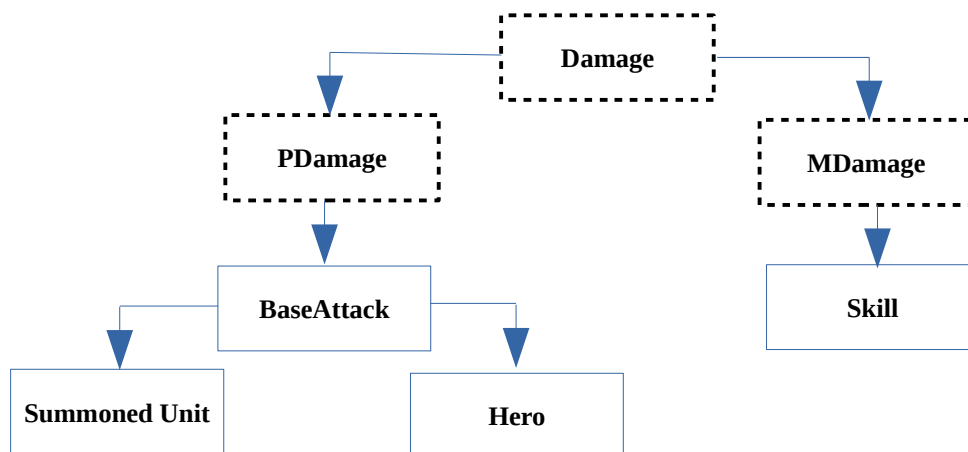 Damage
PDamage
MDamage
BaseAttack
Skill
Summoned Unit
Hero